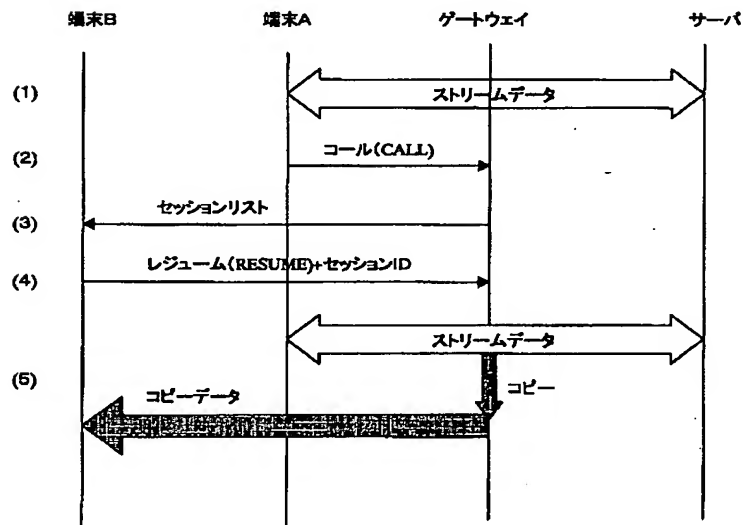 端末B 端末A ゲートウェイ サーバ
(1) ストリームデータ
(2) コール(CALL)
(3) セッションリスト
(4) レジューム(RESUME)+セッションID
ストリームデータ
(5) コピーデータ コピー